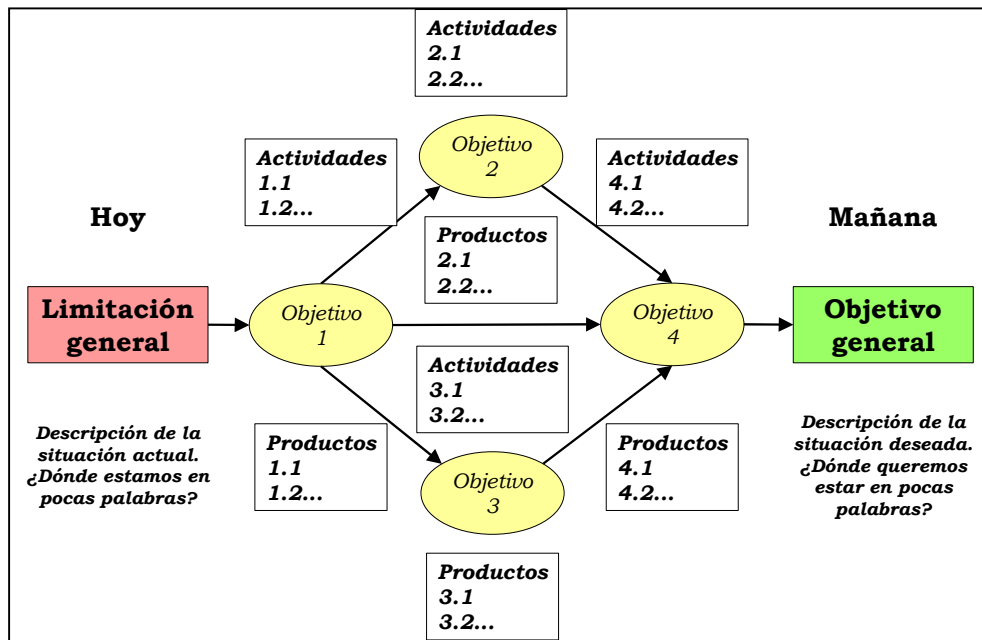 Actividades
2.1
2.2...
Actividades
1.1
1.2...
Objetivo
2
Actividades
4.1
4.2...
Hoy
Mañana
Productos
2.1
2.2...
Limitación
general
Objetivo
1
Objetivo
4
Objetivo
general
Actividades
3.1
3.2...
Descripción de la
situación actual.
¿Dónde estamos en
pocas palabras?
Productos
1.1
1.2...
Objetivo
3
Productos
4.1
4.2...
Descripción de la
situación deseada.
¿Dónde queremos
estar en pocas
palabras?
Productos
3.1
3.2...